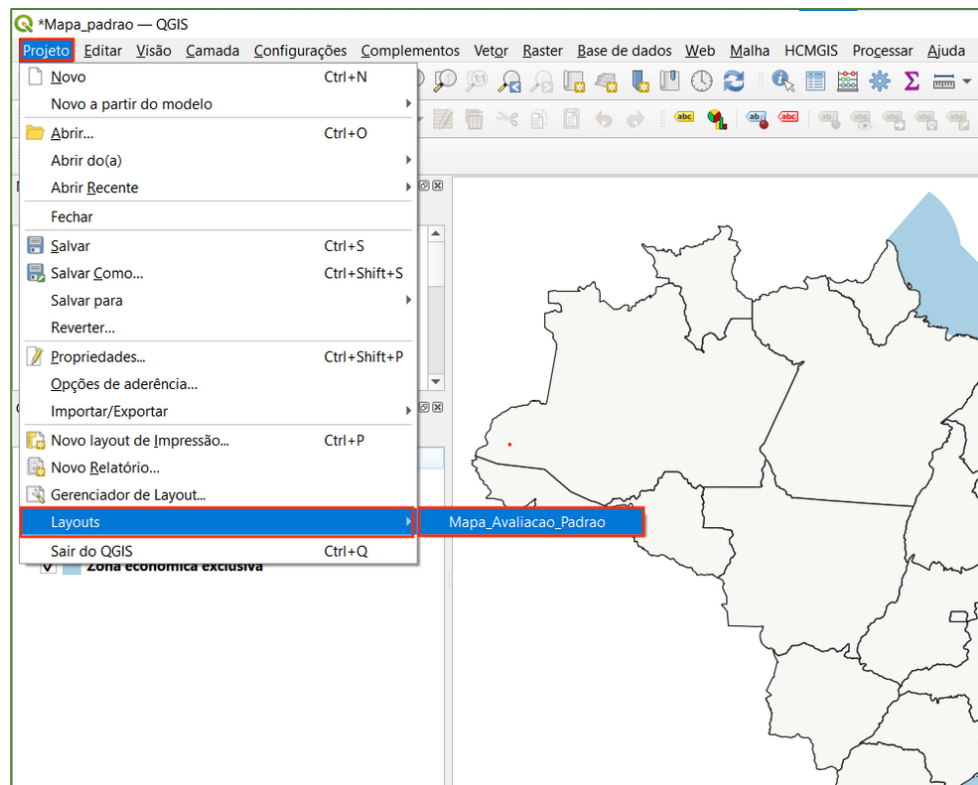 *Mapa_padrao — QGIS
Projeto Editar Visão Camada Configurações Complementos Vetor Raster Base de dados Web Malha HCMGIS Processar Ajuda
Novo Ctrl+N
Novo a partir do modelo
Abrir... Ctrl+O
Abrir do(a)
Abrir Recente
Fechar
Salvar Ctrl+S
Salvar Como... Ctrl+Shift+S
Salvar para
Reverter...
Propriedades... Ctrl+Shift+P
Opções de aderência...
Importar/Exportar
Novo layout de Impressão... Ctrl+P
Novo Relatório...
Gerenciador de Layout...
Layouts Mapa_Avaliacao_Padrao
Sair do QGIS Ctrl+Q
Zona econômica exclusiva